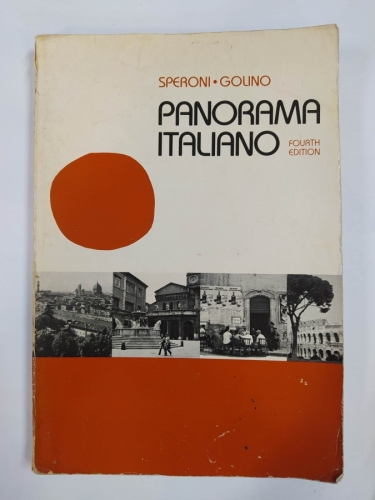 SPERONI • GOLINO
PANORAMA
ITALIANO
FOURTH
EDITION